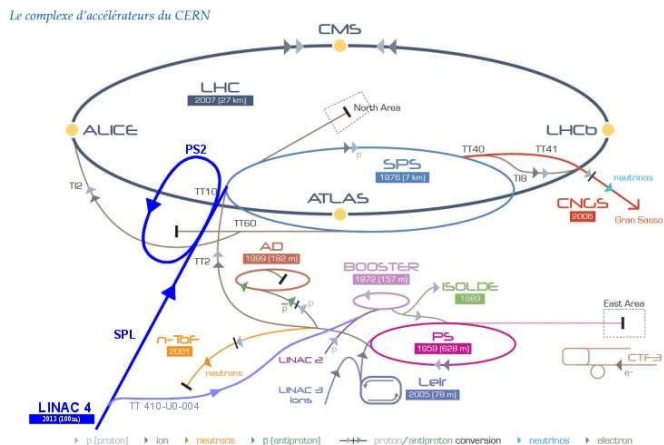 Le complexe d'accélérateurs du CERN
CMS
LHC
2007 (27 km)
North Area
ALICE
LHCb
PS2
TT40
TT41
SPS
1976 (7 km)
p
TI2
TT10
TI8
neutrinos
ATLAS
CNGS
2006
Gran Sasso
TT60
AD
1999 (182 m)
TT2
BOOSTER
1972 (157 m)
ISOLDE
1989
p
p̄
East Area
SPL
n-ToF
2001
PS
1959 (628 m)
LINAC 2
p
neutrons
CTF-3
e-
LINAC 3
Ions
Leir
2005 (78 m)
LINAC 4
2013 (100m)
TT 410-U0-004
p [proton]
ion
neutrons
p̄ [antiproton]
proton/antiproton conversion
neutrinos
electron